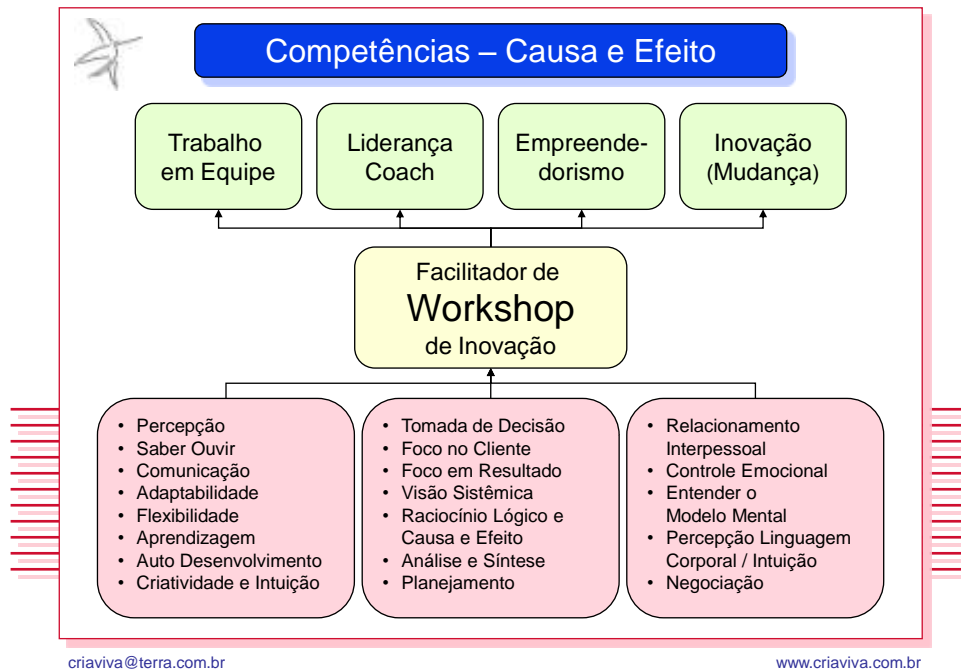 Competências – Causa e Efeito
Trabalho
em Equipe
Liderança
Coach
Empreende-
dorismo
Inovação
(Mudança)
Facilitador de
Workshop
de Inovação
• Percepção
• Saber Ouvir
• Comunicação
• Adaptabilidade
• Flexibilidade
• Aprendizagem
• Auto Desenvolvimento
• Criatividade e Intuição
• Tomada de Decisão
• Foco no Cliente
• Foco em Resultado
• Visão Sistêmica
• Raciocínio Lógico e
Causa e Efeito
• Análise e Síntese
• Planejamento
• Relacionamento
Interpessoal
• Controle Emocional
• Entender o
Modelo Mental
• Percepção Linguagem
Corporal / Intuição
• Negociação
criaviva@terra.com.br
www.criaviva.com.br